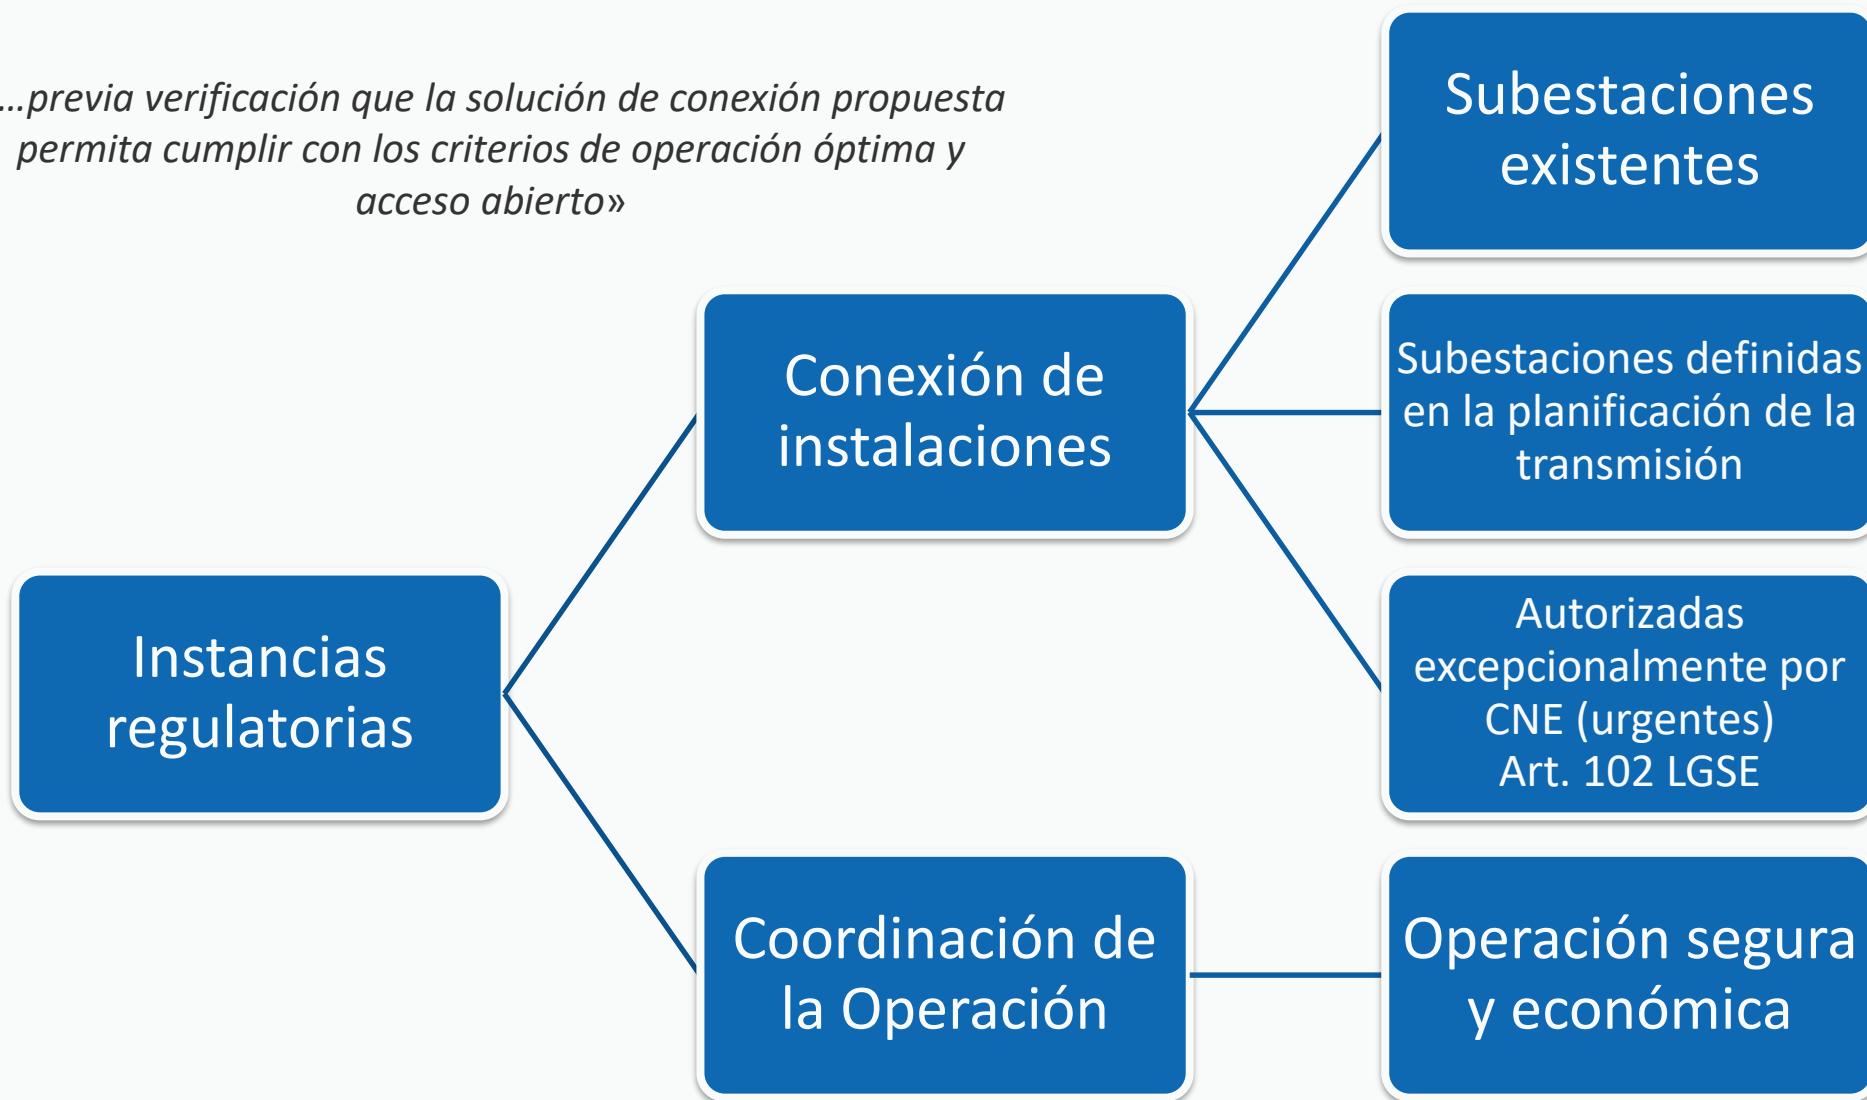 …previa verificación que la solución de conexión propuesta
permita cumplir con los criterios de operación óptima y
acceso abierto»
Instancias
regulatorias
Conexión de
instalaciones
Subestaciones
existentes
Subestaciones definidas
en la planificación de la
transmisión
Autorizadas
excepcionalmente por
CNE (urgentes)
Art. 102 LGSE
Coordinación de
la Operación
Operación segura
y económica